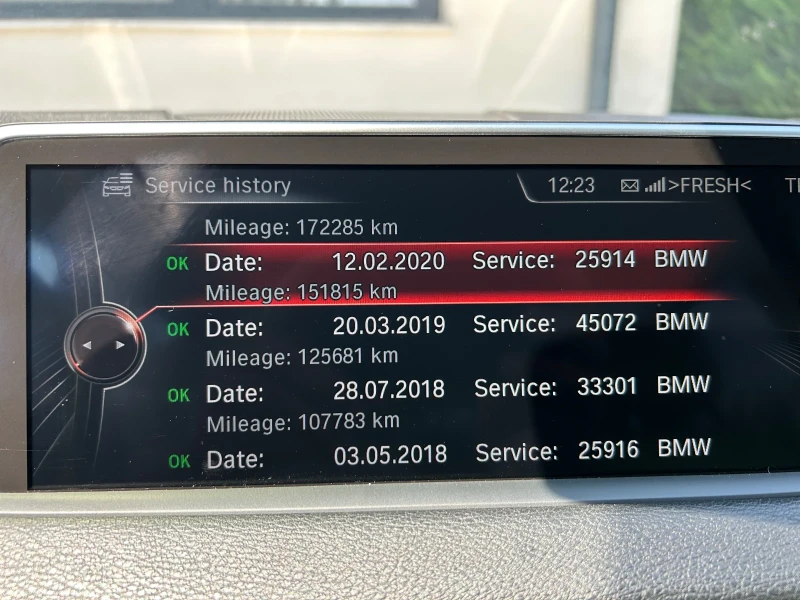 Service history 12:23 >FRESH<
Mileage: 172285 km
OK Date: 12.02.2020 Service: 25914 BMW
Mileage: 151815 km
OK Date: 20.03.2019 Service: 45072 BMW
Mileage: 125681 km
OK Date: 28.07.2018 Service: 33301 BMW
Mileage: 107783 km
OK Date: 03.05.2018 Service: 25916 BMW